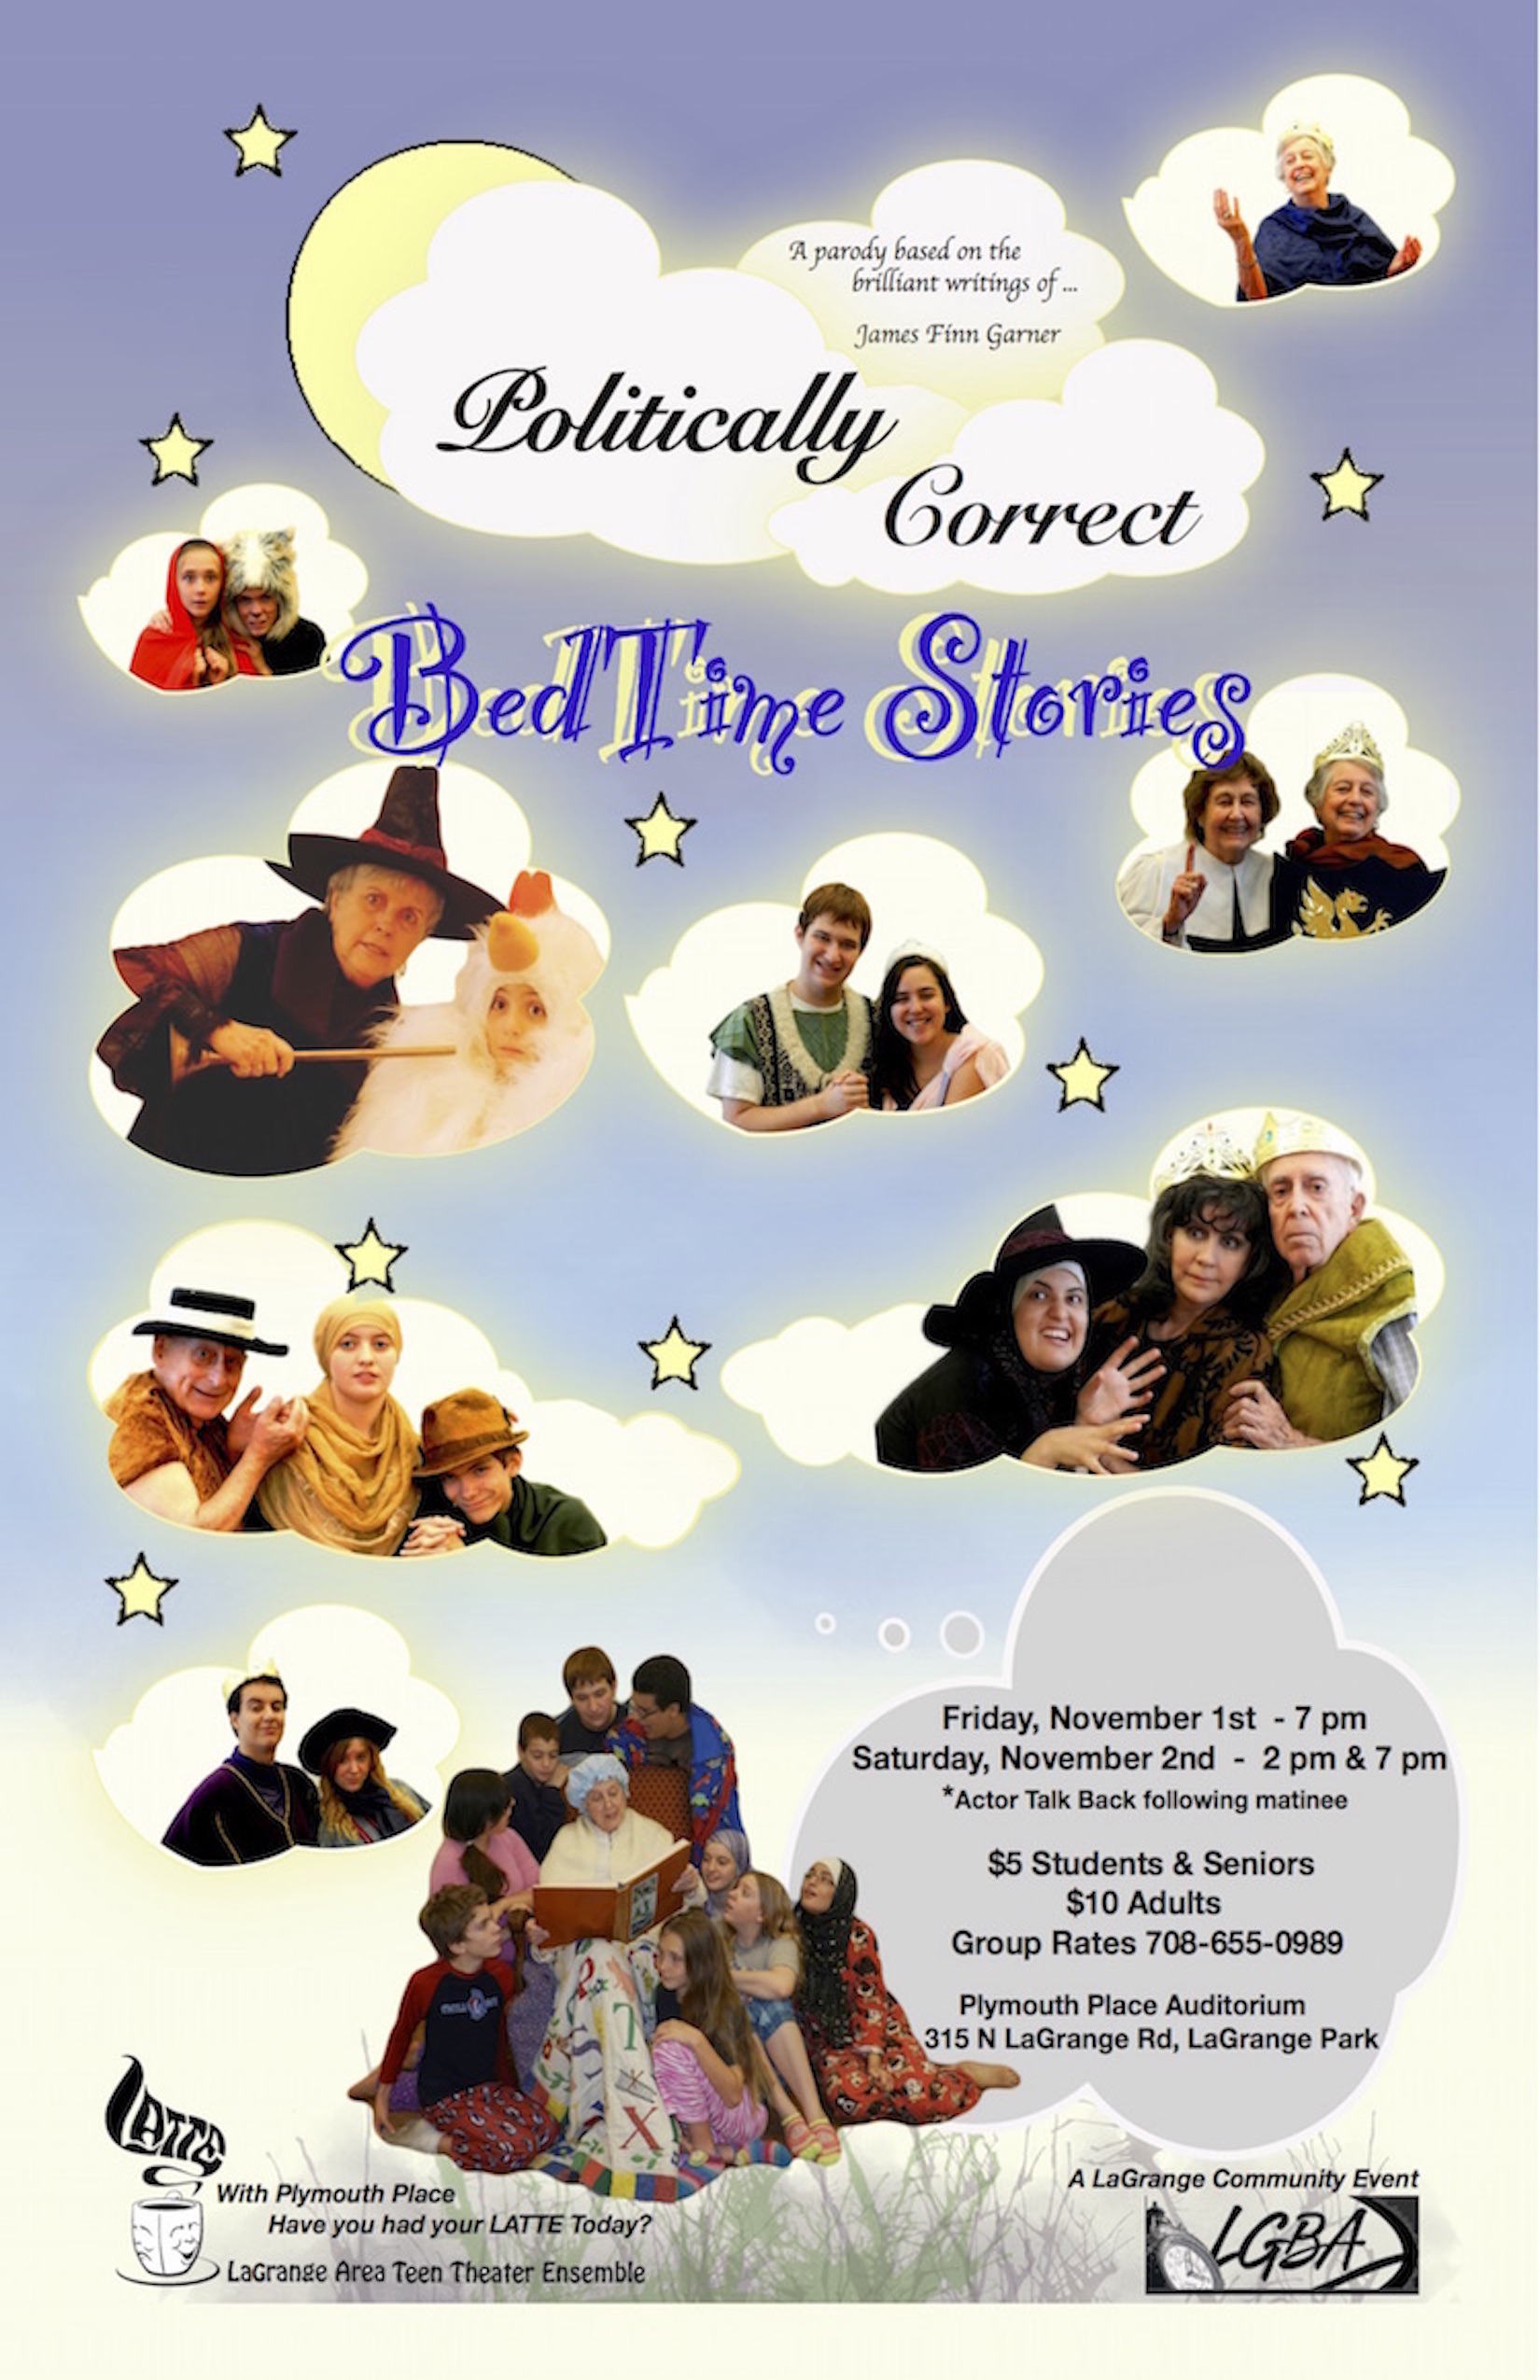 A parody based on the
brilliant writings of ...
James Finn Garner
Politically
Correct
BedTime Stories
Friday, November 1st - 7 pm
Saturday, November 2nd - 2 pm & 7 pm
*Actor Talk Back following matinee
$5 Students & Seniors
$10 Adults
Group Rates 708-655-0989
Plymouth Place Auditorium
315 N LaGrange Rd, LaGrange Park
LATTE
With Plymouth Place
Have you had your LATTE Today?
LaGrange Area Teen Theater Ensemble
A LaGrange Community Event
LGBA